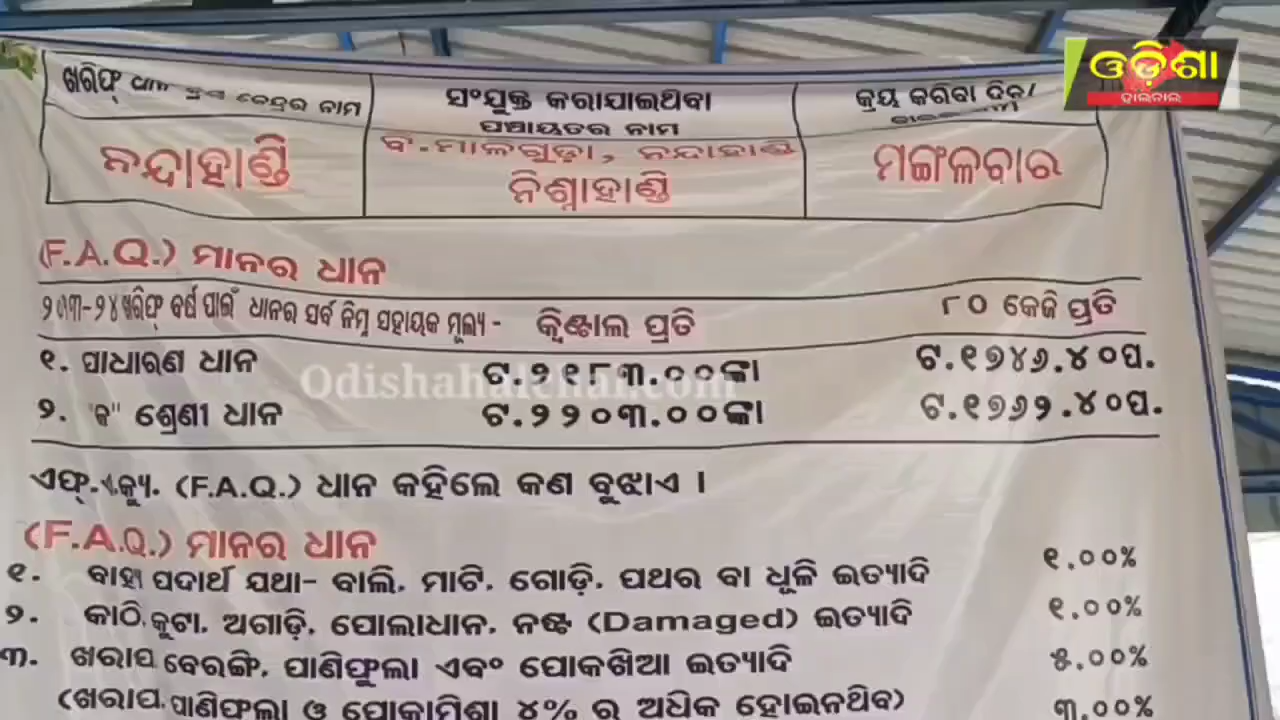 ଓଡ଼ିଶା
ହାଲଚାଲ
ଖରିଫ୍ ଧାନ କେନ୍ଦ୍ରର ନାମ
ସଂଯୁକ୍ତ କରାଯାଇଥିବା
ପଞ୍ଚାୟତର ନାମ
କ୍ରୟ କରିବା ଦିନ/
ନନ୍ଦାହାଣ୍ଡି
ବ.ମାଲଗୁଡ଼ା, ନନ୍ଦାହାଣ୍ଡି
ନିଶ୍ନାହାଣ୍ଡି
ମଙ୍ଗଳବାର
(F.A.Q.) ମାନର ଧାନ
୨୦୨୩-୨୪ ଖରିଫ୍ ବର୍ଷ ପାଇଁ ଧାନର ସର୍ବ ନିମ୍ନ ସହାୟକ ମୂଲ୍ୟ - କ୍ୱିଣ୍ଟାଲ ପ୍ରତି ୮୦ କେଜି ପ୍ରତି
୧. ସାଧାରଣ ଧାନ ଟ.୨୧୮୩.୦୦ଙ୍କା ଟ.୧୭୪୬.୪୦ପ.
Odishahalchal.com
୨. "କ" ଶ୍ରେଣୀ ଧାନ ଟ.୨୨୦୩.୦୦ଙ୍କା ଟ.୧୭୬୨.୪୦ପ.
ଏଫ୍.ଏ.କ୍ୟୁ. (F.A.Q.) ଧାନ କହିଲେ କଣ ବୁଝାଏ ।
(F.A.Q.) ମାନର ଧାନ
୧. ବାହ୍ୟ ପଦାର୍ଥ ଯଥା- ବାଲି, ମାଟି, ଗୋଡ଼ି, ପଥର ବା ଧୂଳି ଇତ୍ୟାଦି ୧.୦୦%
୨. କାଠି, କୁଟା, ଅଗାଡ଼ି, ପୋଲାଧାନ, ନଷ୍ଟ (Damaged) ଇତ୍ୟାଦି ୧.୦୦%
୩. ଖରାପ ବେରଙ୍ଗି, ପାଣିଫୁଲା ଏବଂ ପୋକଖିଆ ଇତ୍ୟାଦି ୫.୦୦%
(ଖରାପ, ପାଣିଫୁଲା ଓ ପୋକାମିଶା ୪% ରୁ ଅଧିକ ହୋଇନଥିବ) ୩.୦୦%